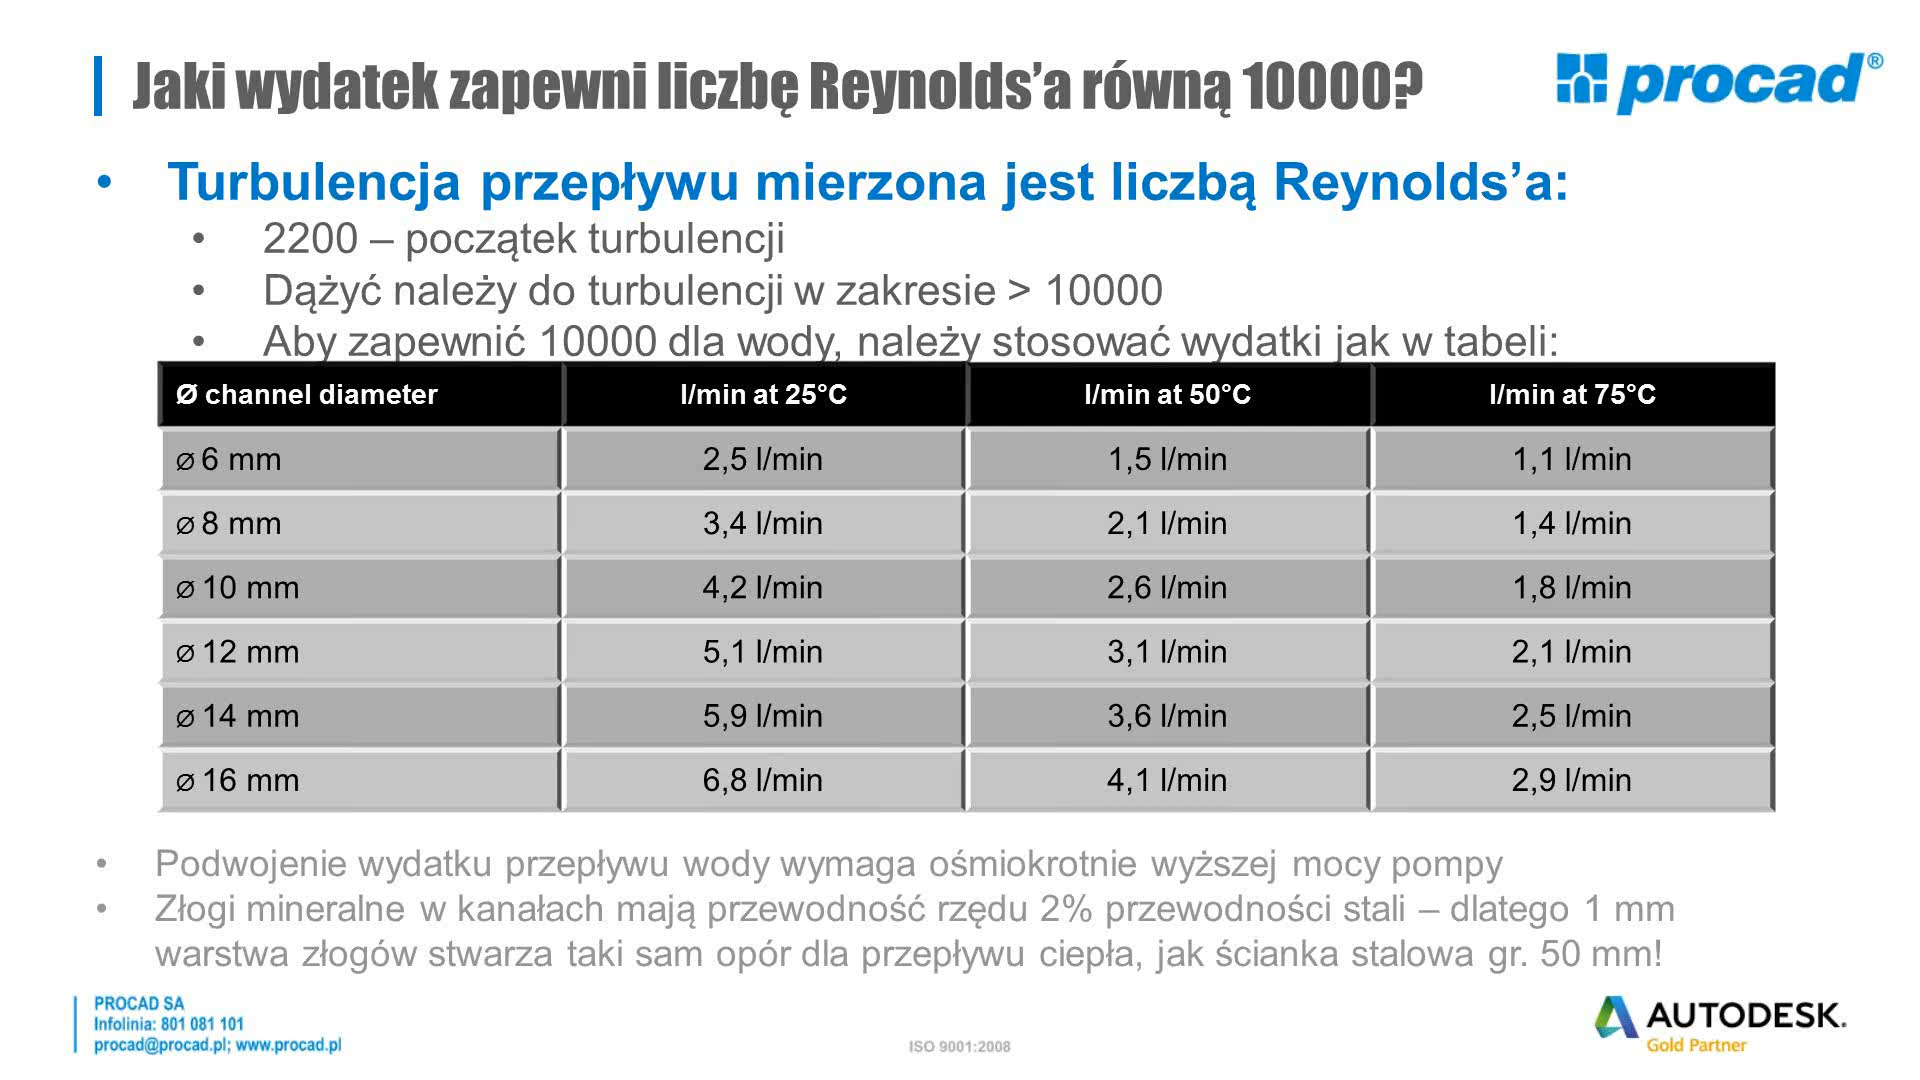 Jaki wydatek zapewni liczbę Reynolds’a równą 10000?
procad®
• Turbulencja przepływu mierzona jest liczbą Reynolds’a:
• 2200 – początek turbulencji
• Dążyć należy do turbulencji w zakresie > 10000
• Aby zapewnić 10000 dla wody, należy stosować wydatki jak w tabeli:
Ø channel diameter l/min at 25°C l/min at 50°C l/min at 75°C
⌀ 6 mm 2,5 l/min 1,5 l/min 1,1 l/min
⌀ 8 mm 3,4 l/min 2,1 l/min 1,4 l/min
⌀ 10 mm 4,2 l/min 2,6 l/min 1,8 l/min
⌀ 12 mm 5,1 l/min 3,1 l/min 2,1 l/min
⌀ 14 mm 5,9 l/min 3,6 l/min 2,5 l/min
⌀ 16 mm 6,8 l/min 4,1 l/min 2,9 l/min
• Podwojenie wydatku przepływu wody wymaga ośmiokrotnie wyższej mocy pompy
• Złogi mineralne w kanałach mają przewodność rzędu 2% przewodności stali – dlatego 1 mm
warstwa złogów stwarza taki sam opór dla przepływu ciepła, jak ścianka stalowa gr. 50 mm!
PROCAD SA
Infolinia: 801 081 101
procad@procad.pl; www.procad.pl
ISO 9001:2008
AUTODESK.
Gold Partner